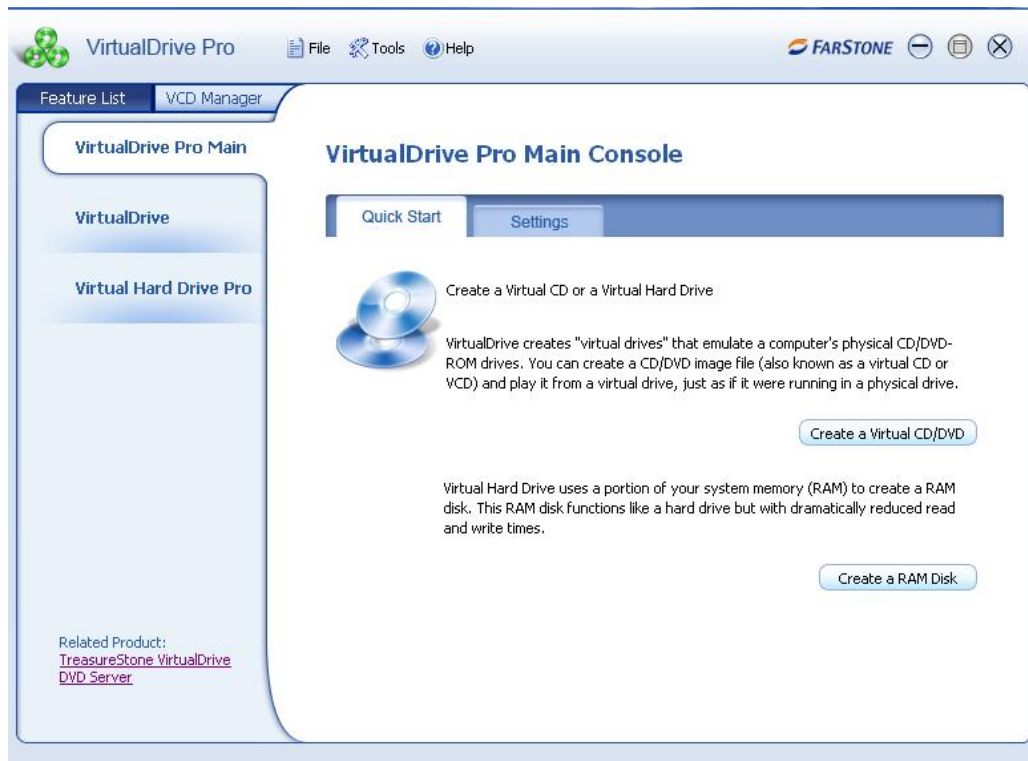 VirtualDrive Pro
File Tools Help
FARSTONE
Feature List
VCD Manager
VirtualDrive Pro Main
VirtualDrive
Virtual Hard Drive Pro
Related Product:
TreasureStone VirtualDrive
DVD Server
VirtualDrive Pro Main Console
Quick Start
Settings
Create a Virtual CD or a Virtual Hard Drive
VirtualDrive creates "virtual drives" that emulate a computer's physical CD/DVD-
ROM drives. You can create a CD/DVD image file (also known as a virtual CD or
VCD) and play it from a virtual drive, just as if it were running in a physical drive.
Create a Virtual CD/DVD
Virtual Hard Drive uses a portion of your system memory (RAM) to create a RAM
disk. This RAM disk functions like a hard drive but with dramatically reduced read
and write times.
Create a RAM Disk